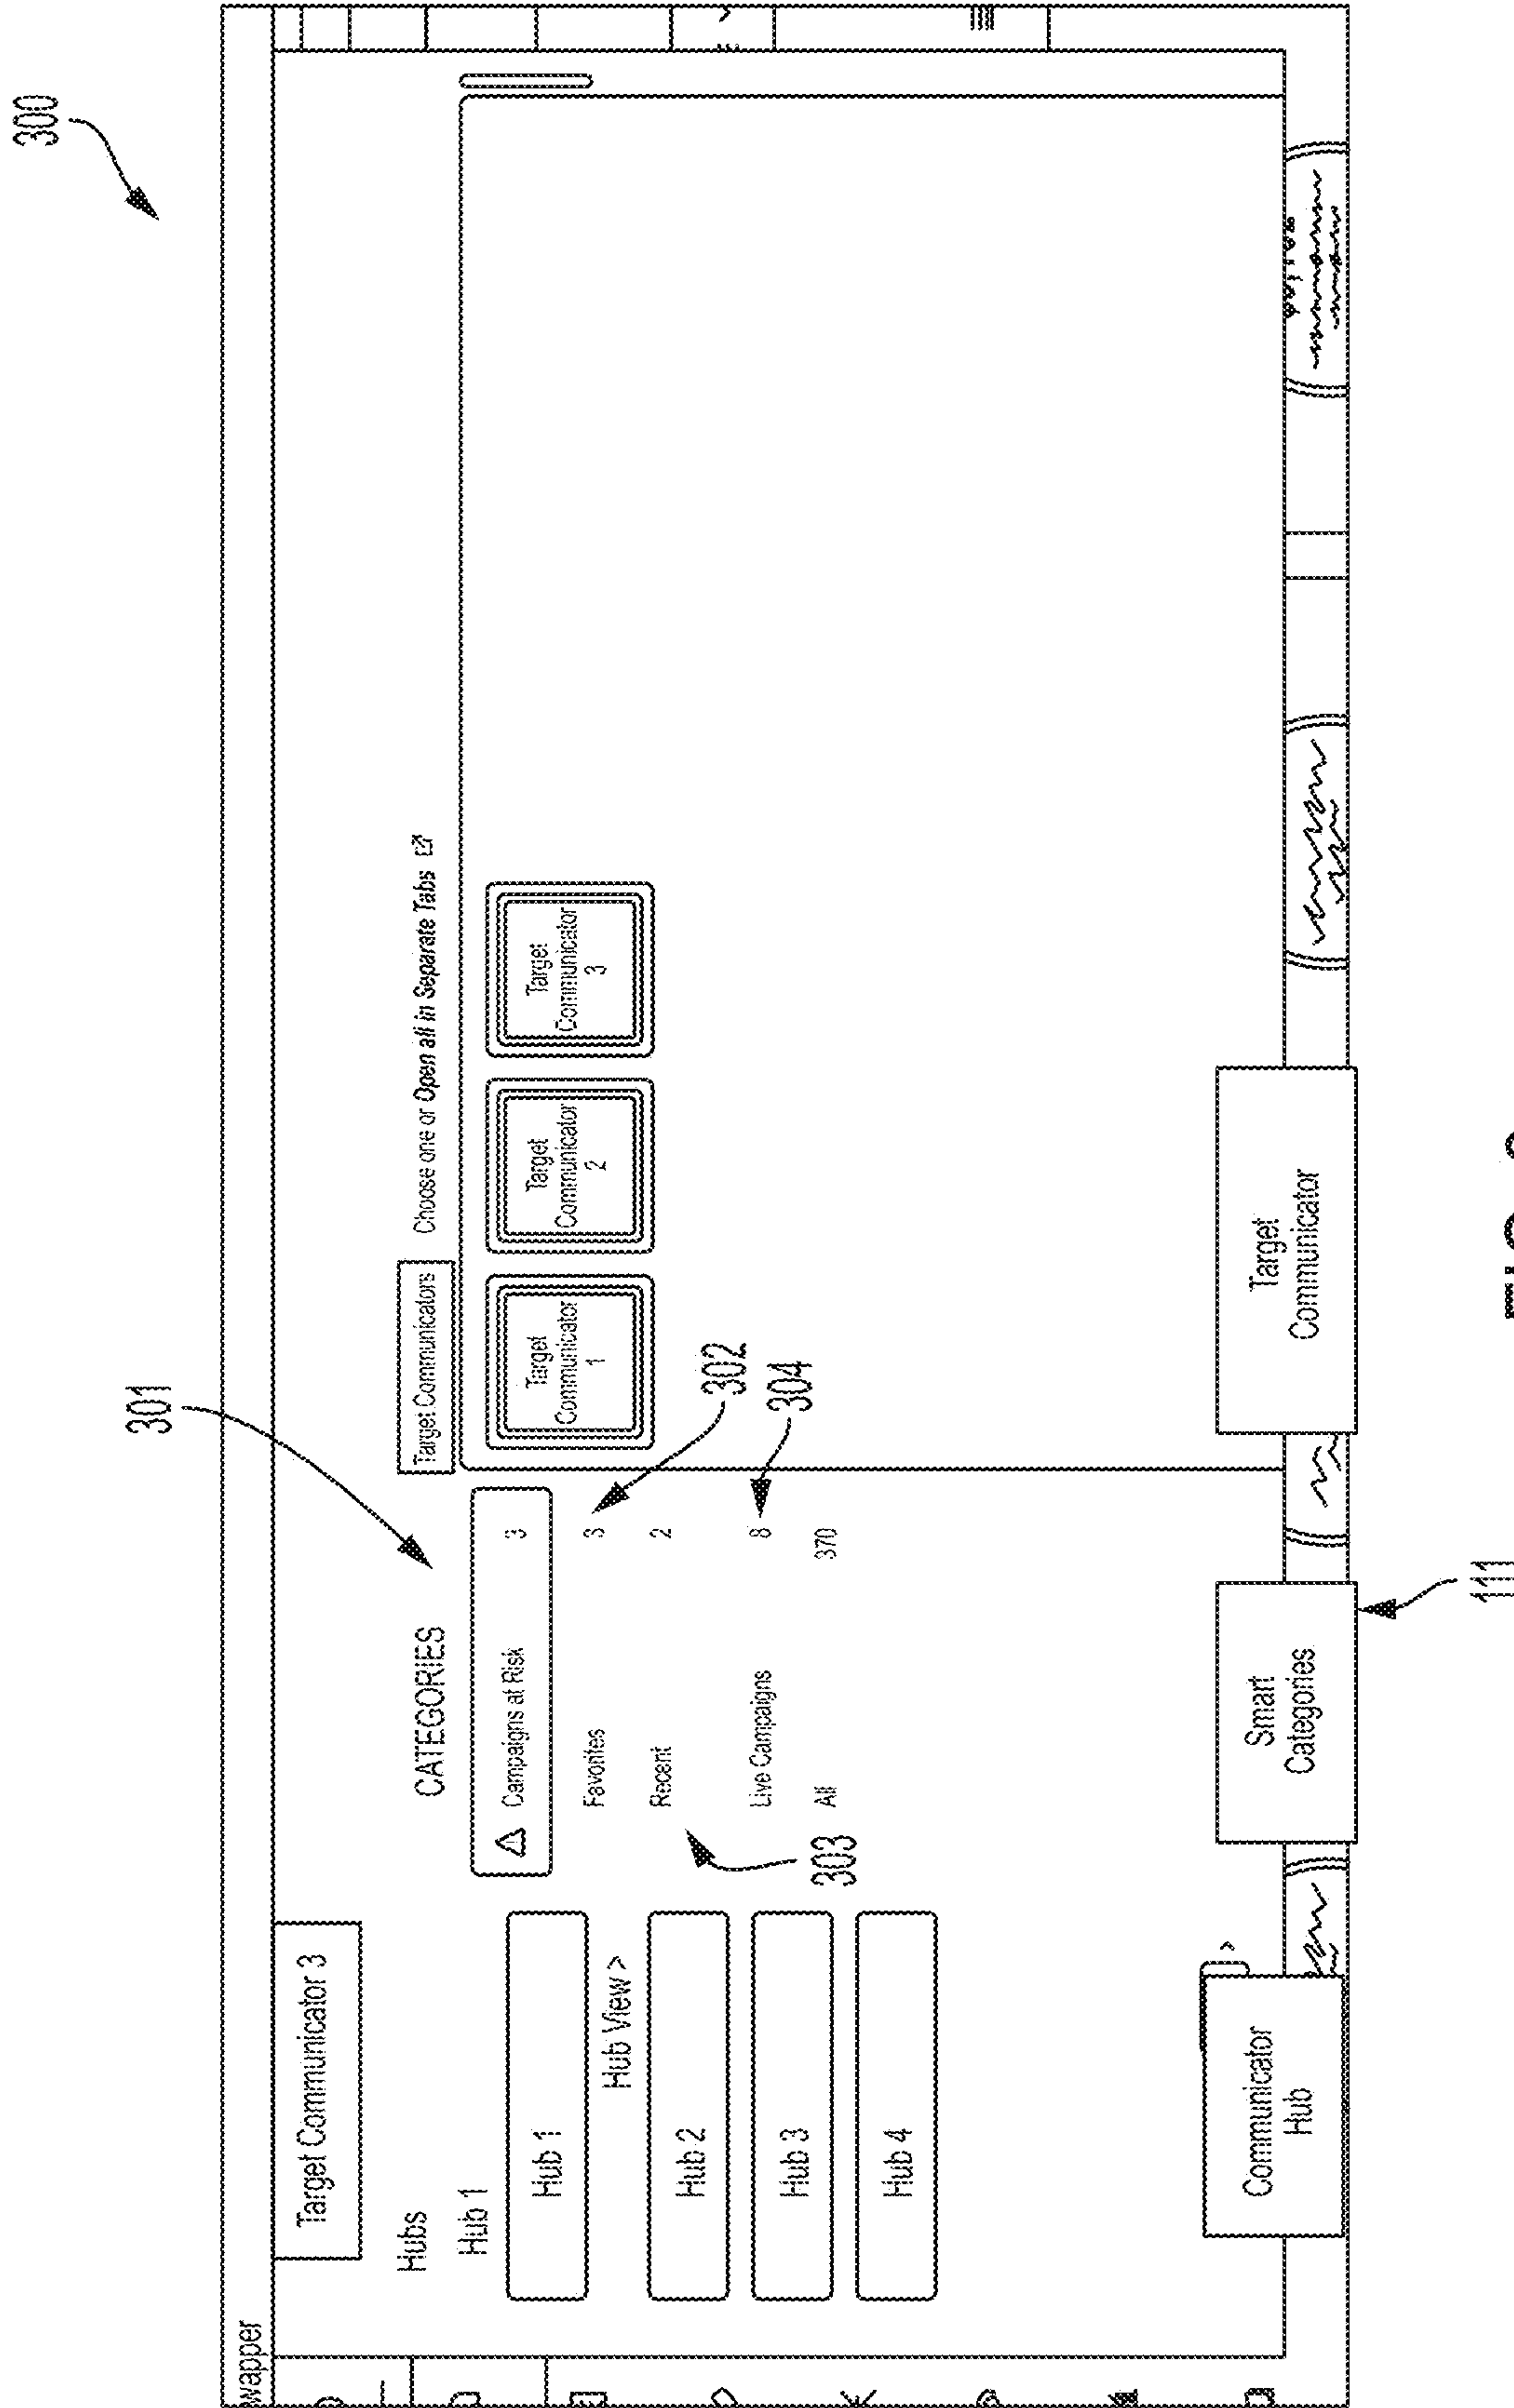 300
wapper
Target Communicator 3
Hubs
Hub 1
Hub 1
Hub View >
Hub 2
Hub 3
Hub 4
301
CATEGORIES
Campaigns at Risk 3
Favorites 3
Recent 2
Live Campaigns 8
All 370
302
303
304
Target Communicators
Choose one or Open all in Separate Tabs
Target
Communicator
1
Target
Communicator
2
Target
Communicator
3
Communicator
Hub
Smart
Categories
Target
Communicator
111